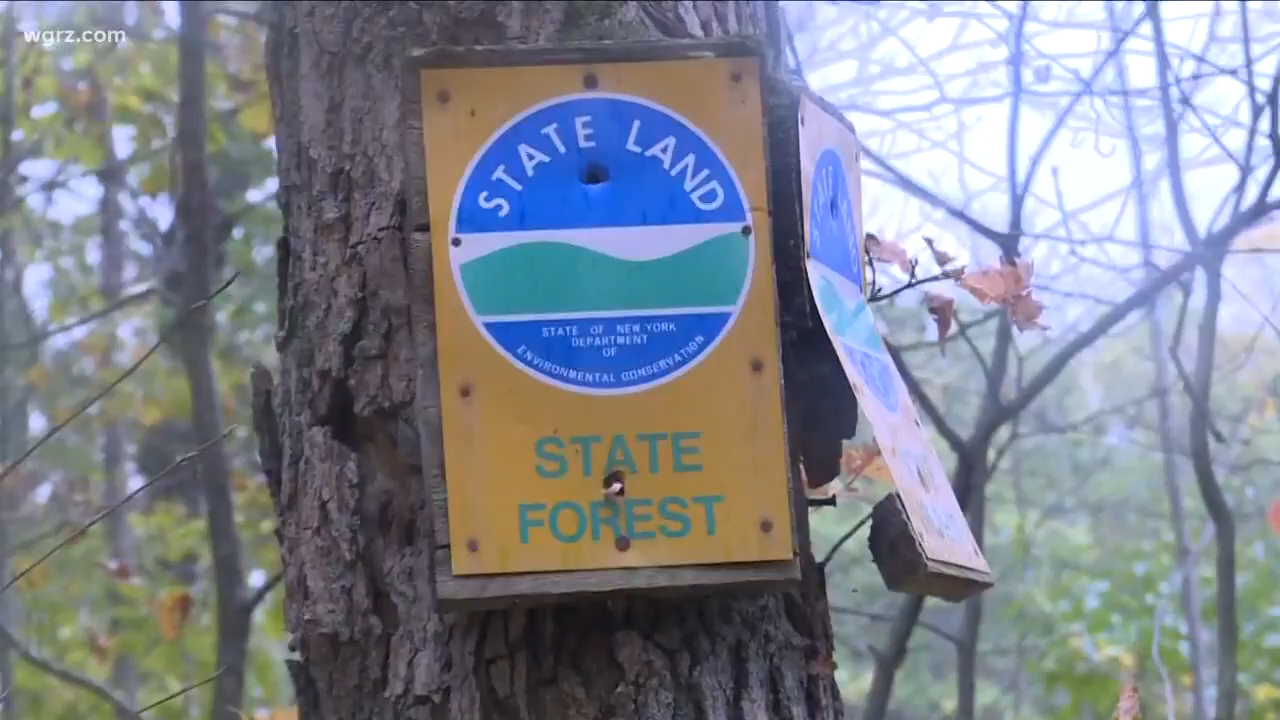 wgrz.com
STATE LAND
STATE OF NEW YORK
DEPARTMENT
OF
ENVIRONMENTAL CONSERVATION
STATE
FOREST